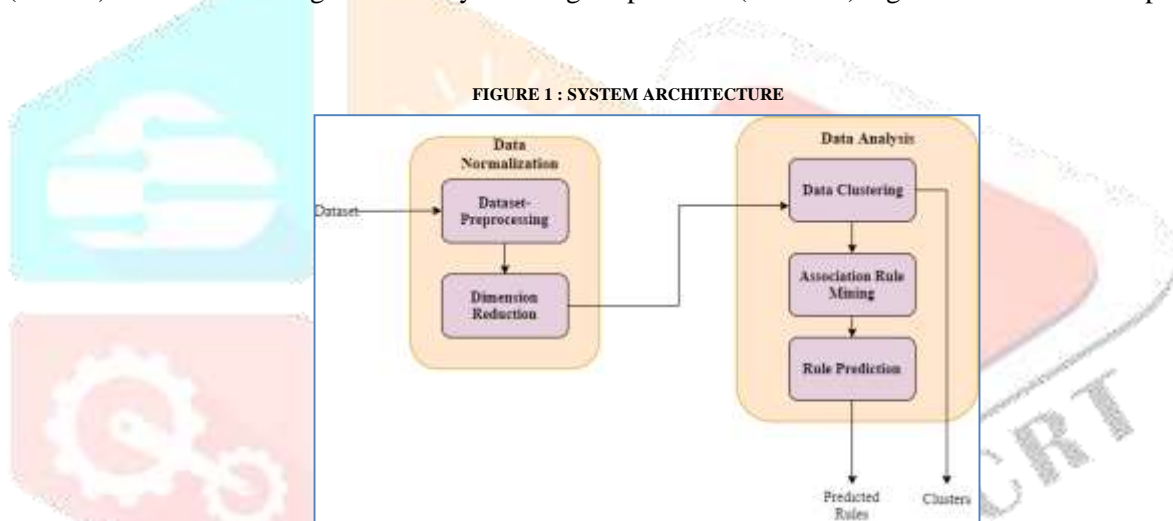 FIGURE 1 : SYSTEM ARCHITECTURE
Data
Normalization
Dataset
Dataset-
Preprocessing
Dimension
Reduction
Data Analysis
Data Clustering
Association Rule
Mining
Rule Prediction
Predicted
Rules
Clusters
CRT